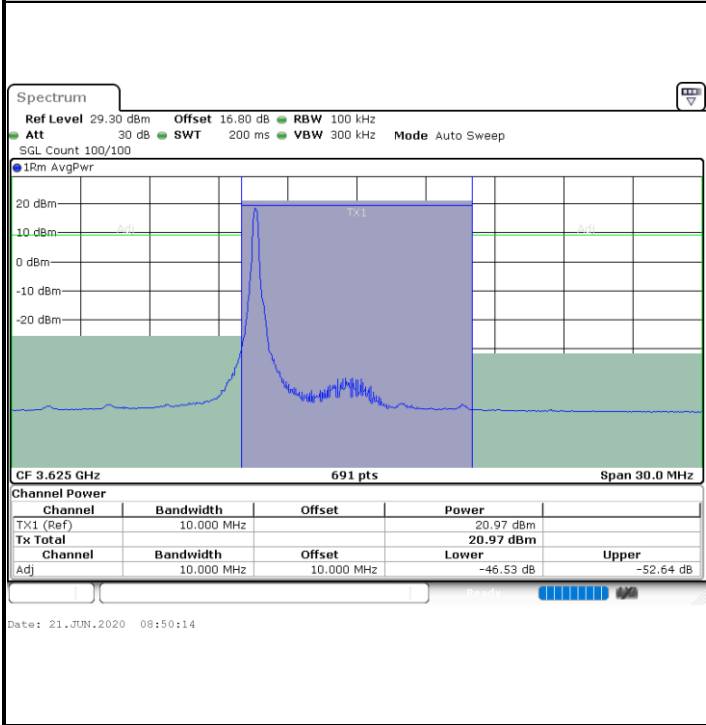 Spectrum
Ref Level 29.30 dBm Offset 16.80 dB RBW 100 kHz
Att 30 dB SWT 200 ms VBW 300 kHz Mode Auto Sweep
SGL Count 100/100
1Rm AvgPwr
20 dBm
TX1
10 dBm
Adj
Adj
0 dBm
-10 dBm
-20 dBm
CF 3.625 GHz 691 pts Span 30.0 MHz
Channel Power
Channel Bandwidth Offset Power
TX1 (Ref) 10.000 MHz 20.97 dBm
Tx Total 20.97 dBm
Channel Bandwidth Offset Lower Upper
Adj 10.000 MHz 10.000 MHz -46.53 dB -52.64 dB
Ready
Date: 21.JUN.2020 08:50:14